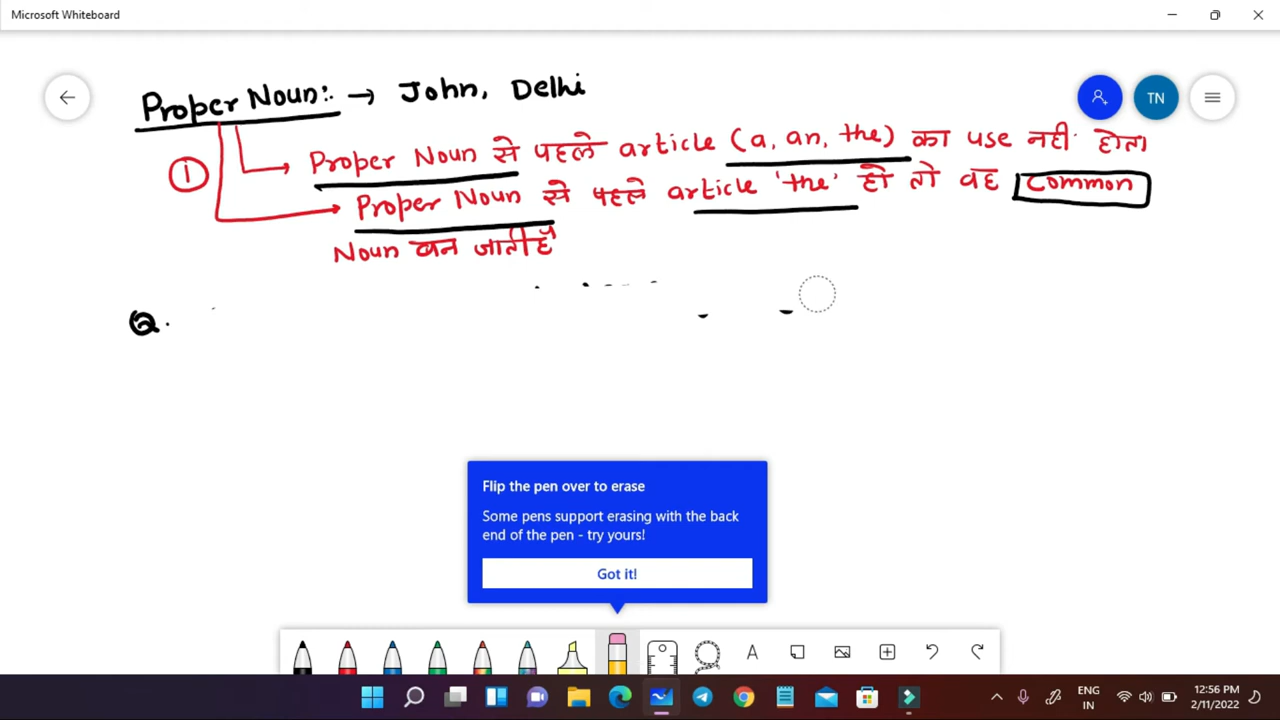 Microsoft Whiteboard
Proper Noun:- → John, Delhi
TN
① Proper Noun से पहले article (a, an, the) का use नही होता
Proper Noun से पहले article 'the' हो तो वह Common
Noun बन जाती है
Q.
Flip the pen over to erase
Some pens support erasing with the back
end of the pen - try yours!
Got it!
A
ENG
IN
12:56 PM
2/11/2022